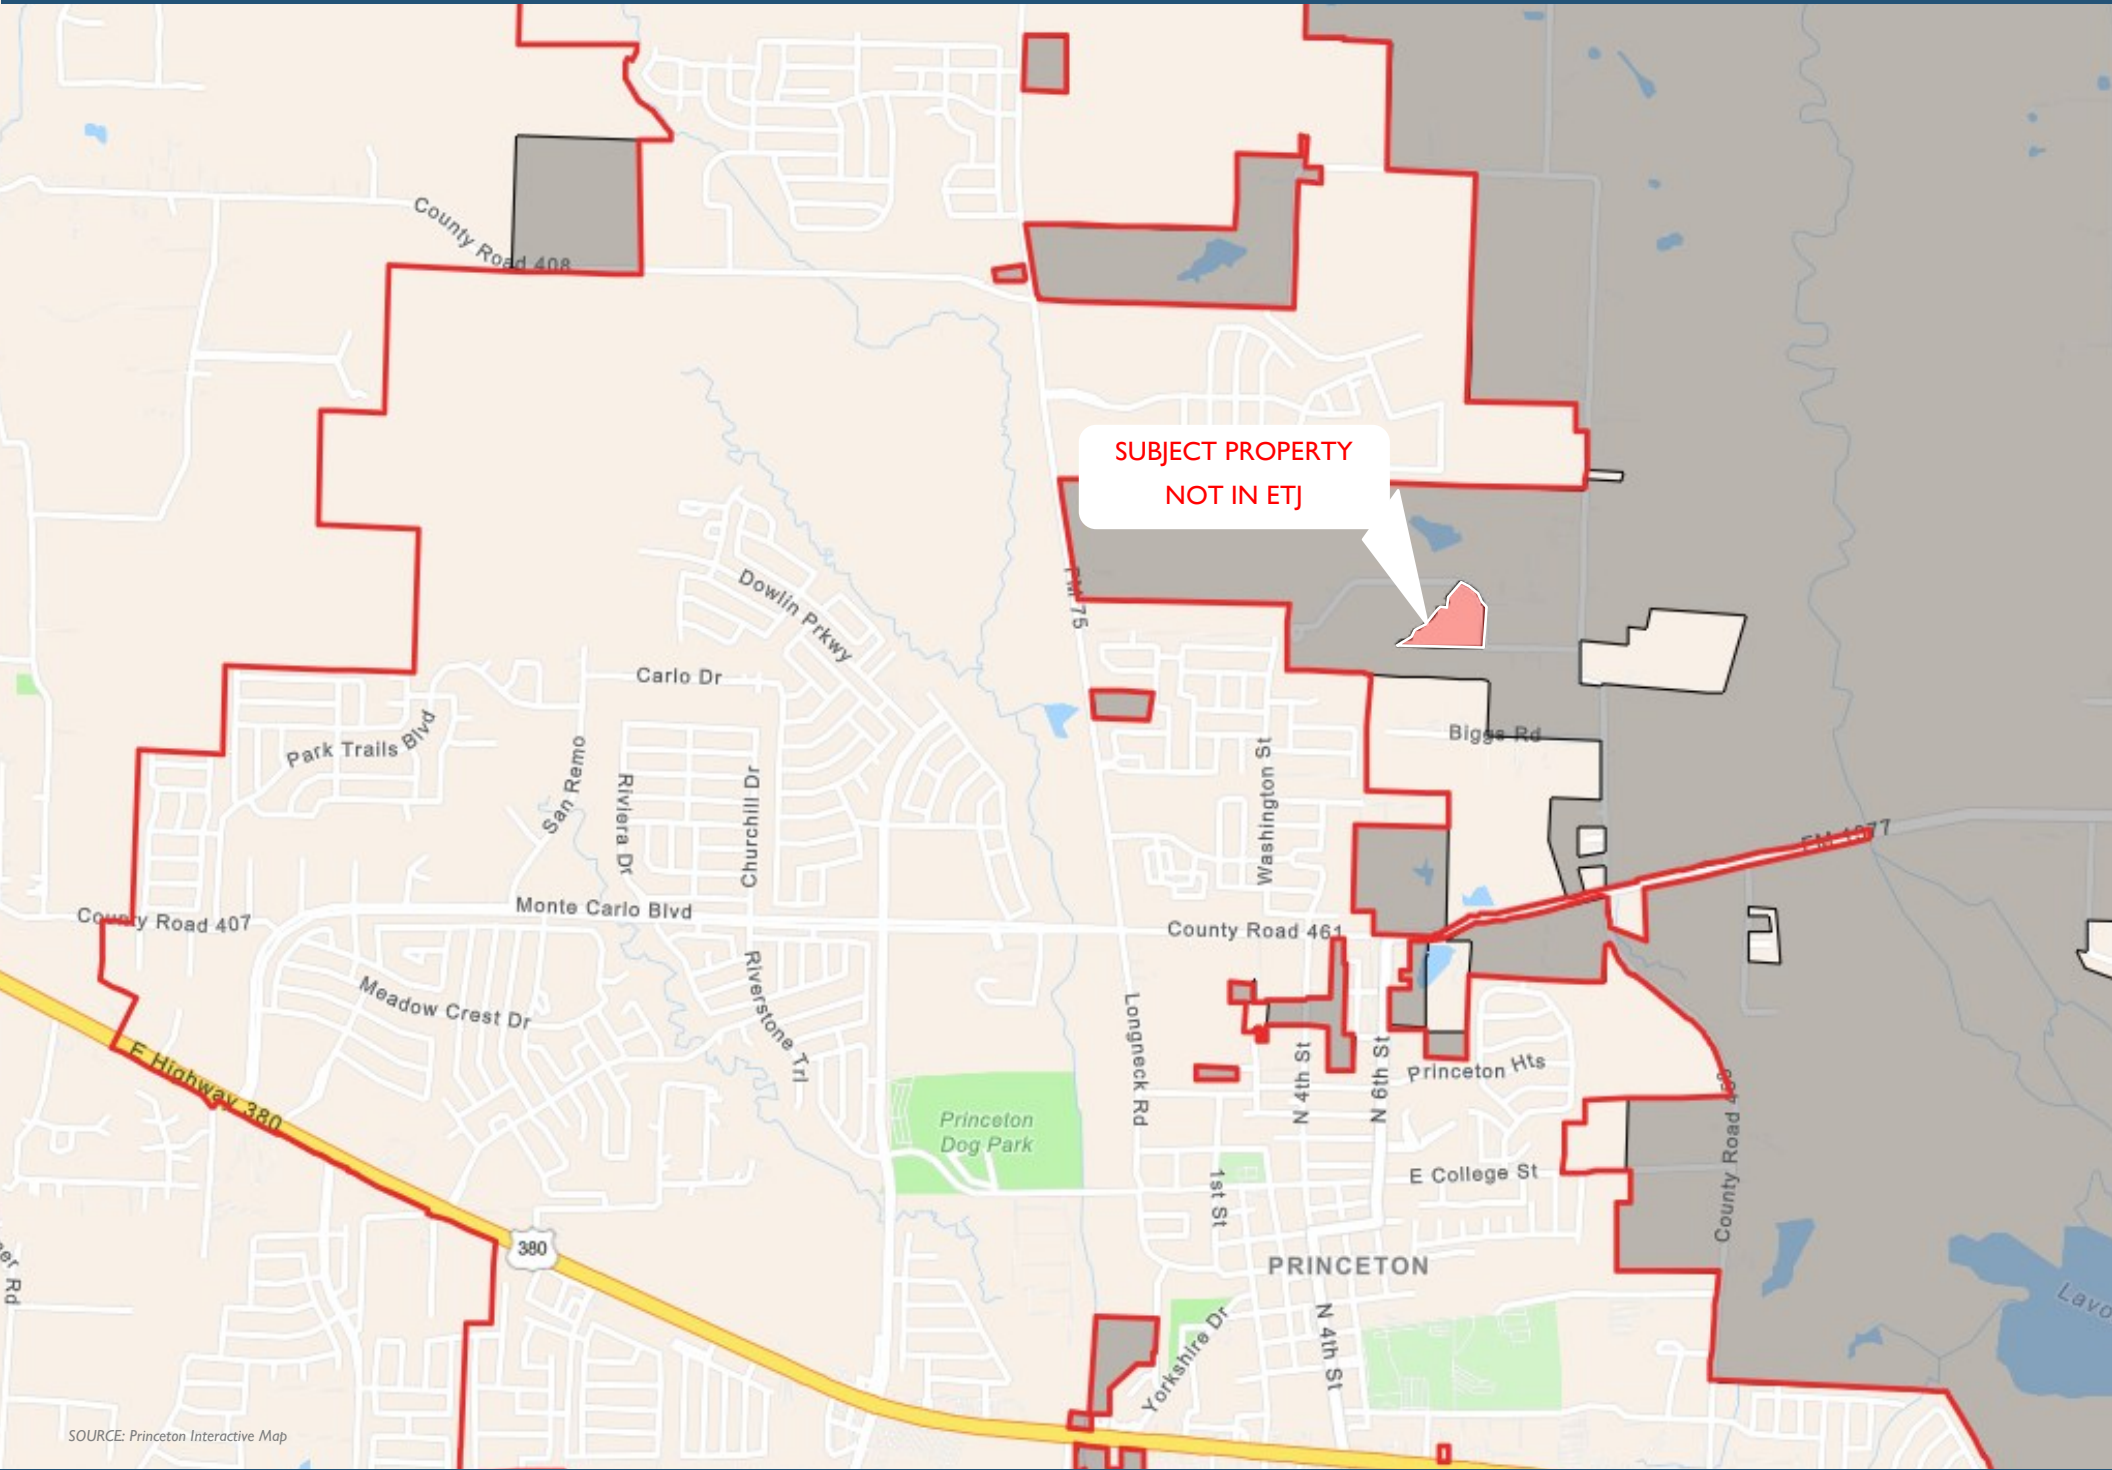 County Road 408
SUBJECT PROPERTY
NOT IN ETJ
FM 75
Dowlin Prkwy
Carlo Dr
Park Trails Blvd
San Remo
Riviera Dr
Churchill Dr
Washington St
Biggs Rd
FM 1377
County Road 407
Monte Carlo Blvd
County Road 461
Meadow Crest Dr
Riverstone Trl
Longneck Rd
N 4th St
N 6th St
Princeton Hts
E Highway 380
Princeton
Dog Park
1st St
E College St
County Road
380
PRINCETON
N 4th St
Yorkshire Dr
Rd
SOURCE: Princeton Interactive Map